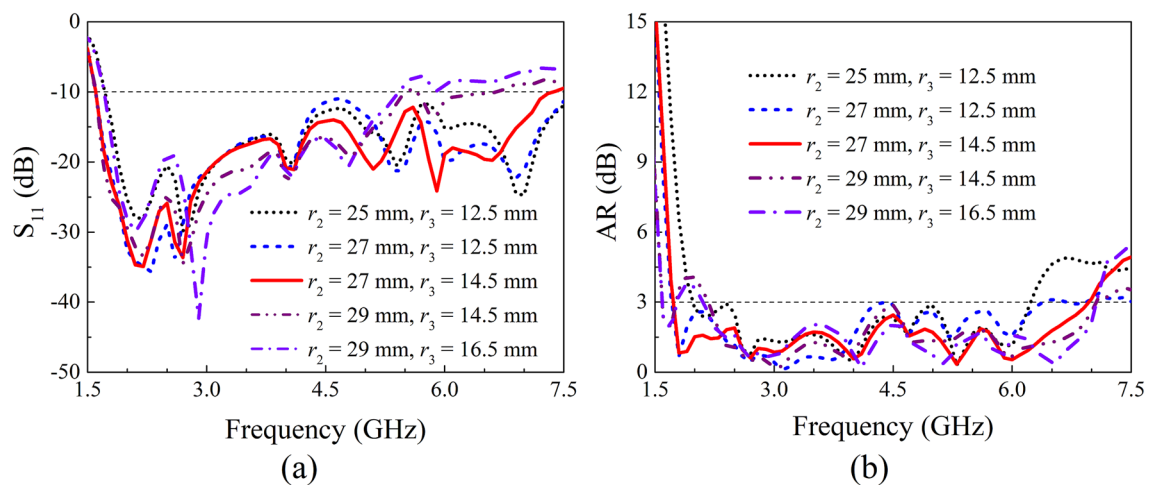 0
-10
-20
-30
-40
-50
S11 (dB)
r2 = 25 mm, r3 = 12.5 mm
r2 = 27 mm, r3 = 12.5 mm
r2 = 27 mm, r3 = 14.5 mm
r2 = 29 mm, r3 = 14.5 mm
r2 = 29 mm, r3 = 16.5 mm
1.5 3.0 4.5 6.0 7.5
Frequency (GHz)
(a)
15
12
9
6
3
0
AR (dB)
r2 = 25 mm, r3 = 12.5 mm
r2 = 27 mm, r3 = 12.5 mm
r2 = 27 mm, r3 = 14.5 mm
r2 = 29 mm, r3 = 14.5 mm
r2 = 29 mm, r3 = 16.5 mm
1.5 3.0 4.5 6.0 7.5
Frequency (GHz)
(b)